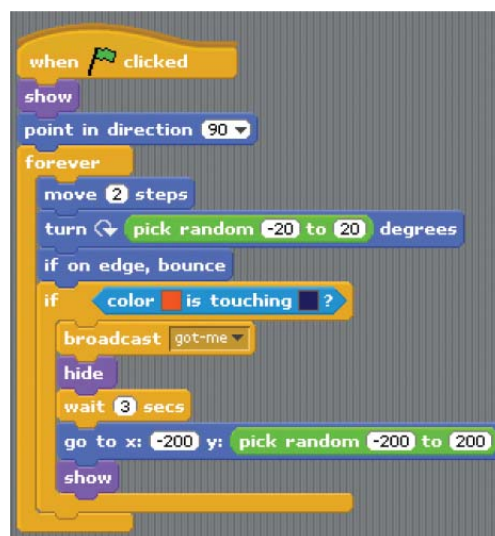 when clicked
show
point in direction 90
forever
move 2 steps
turn pick random -20 to 20 degrees
if on edge, bounce
if color is touching ?
broadcast got-me
hide
wait 3 secs
go to x: -200 y: pick random -200 to 200
show